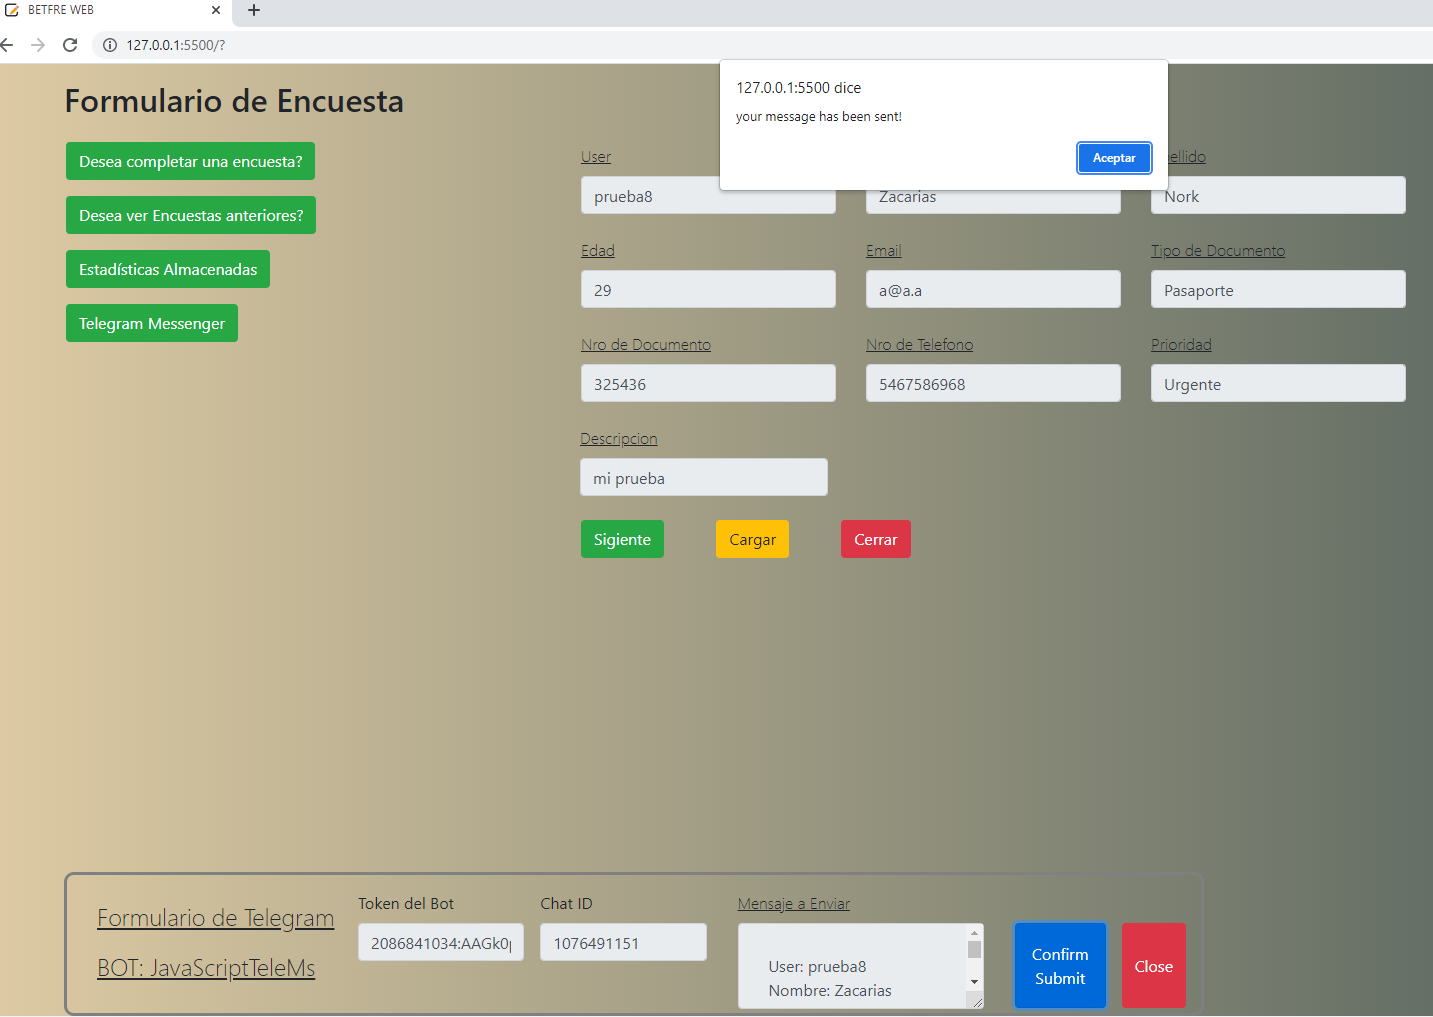 BETFRE WEB
127.0.0.1:5500/?
127.0.0.1:5500 dice
your message has been sent!
Aceptar
Formulario de Encuesta
Desea completar una encuesta?
Desea ver Encuestas anteriores?
Estadísticas Almacenadas
Telegram Messenger
User
prueba8
Zacarias
Nork
Edad
Email
Tipo de Documento
29
a@a.a
Pasaporte
Nro de Documento
Nro de Telefono
Prioridad
325436
5467586968
Urgente
Descripcion
mi prueba
Sigiente
Cargar
Cerrar
Formulario de Telegram
BOT: JavaScriptTeleMs
Token del Bot
2086841034:AAGk0
Chat ID
1076491151
Mensaje a Enviar
User: prueba8
Nombre: Zacarias
Confirm
Submit
Close